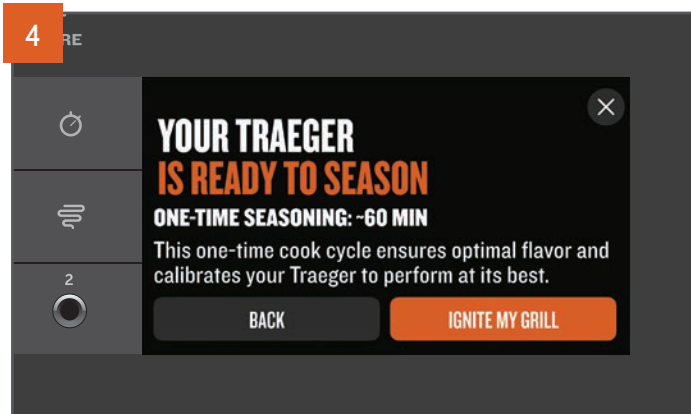 4
RE
YOUR TRAEGER
IS READY TO SEASON
ONE-TIME SEASONING: ~60 MIN
This one-time cook cycle ensures optimal flavor and
calibrates your Traeger to perform at its best.
2
BACK
IGNITE MY GRILL